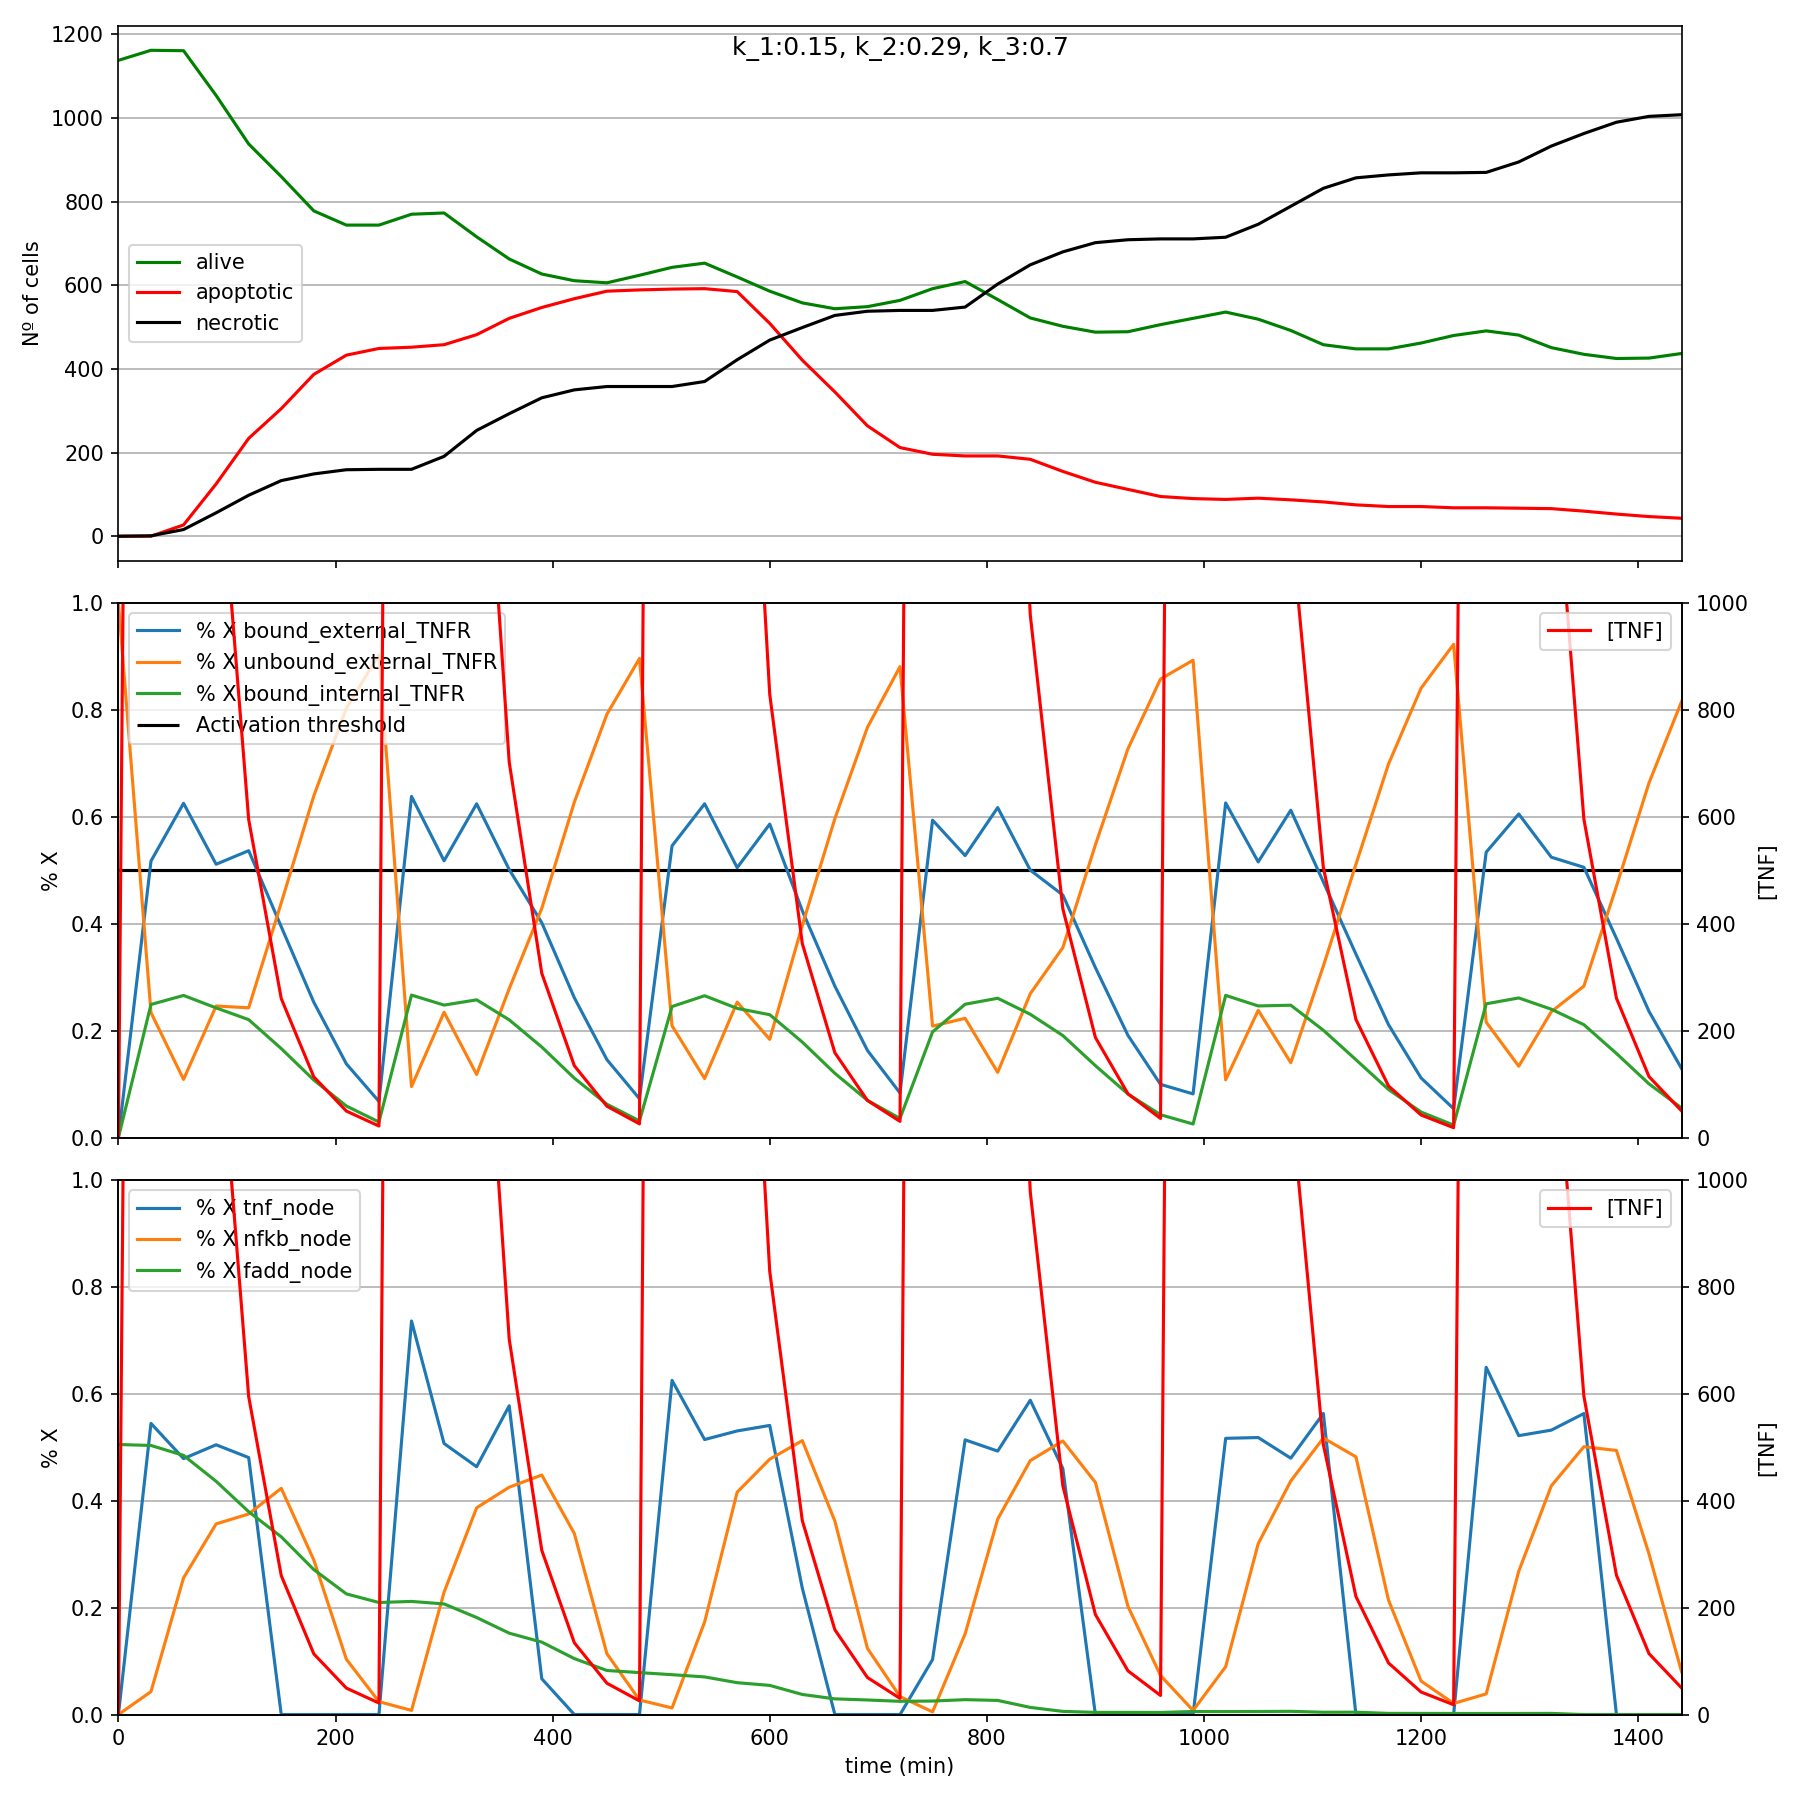 k_1:0.15, k_2:0.29, k_3:0.7
1200
1000
800
600
400
200
0
Nº of cells
alive
apoptotic
necrotic
1.0
0.8
0.6
0.4
0.2
0.0
% X
% X bound_external_TNFR
% X unbound_external_TNFR
% X bound_internal_TNFR
Activation threshold
[TNF]
1000
800
600
400
200
0
[TNF]
1.0
0.8
0.6
0.4
0.2
0.0
% X
% X tnf_node
% X nfkb_node
% X fadd_node
[TNF]
1000
800
600
400
200
0
[TNF]
0 200 400 600 800 1000 1200 1400
time (min)